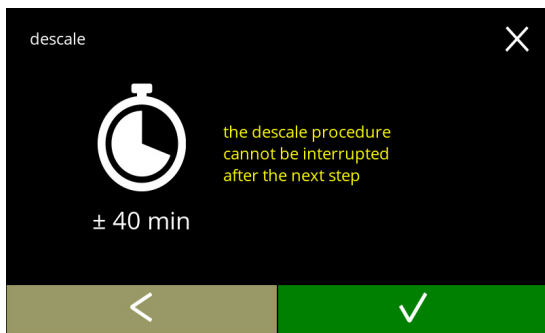 descale
the descale procedure
cannot be interrupted
after the next step
± 40 min